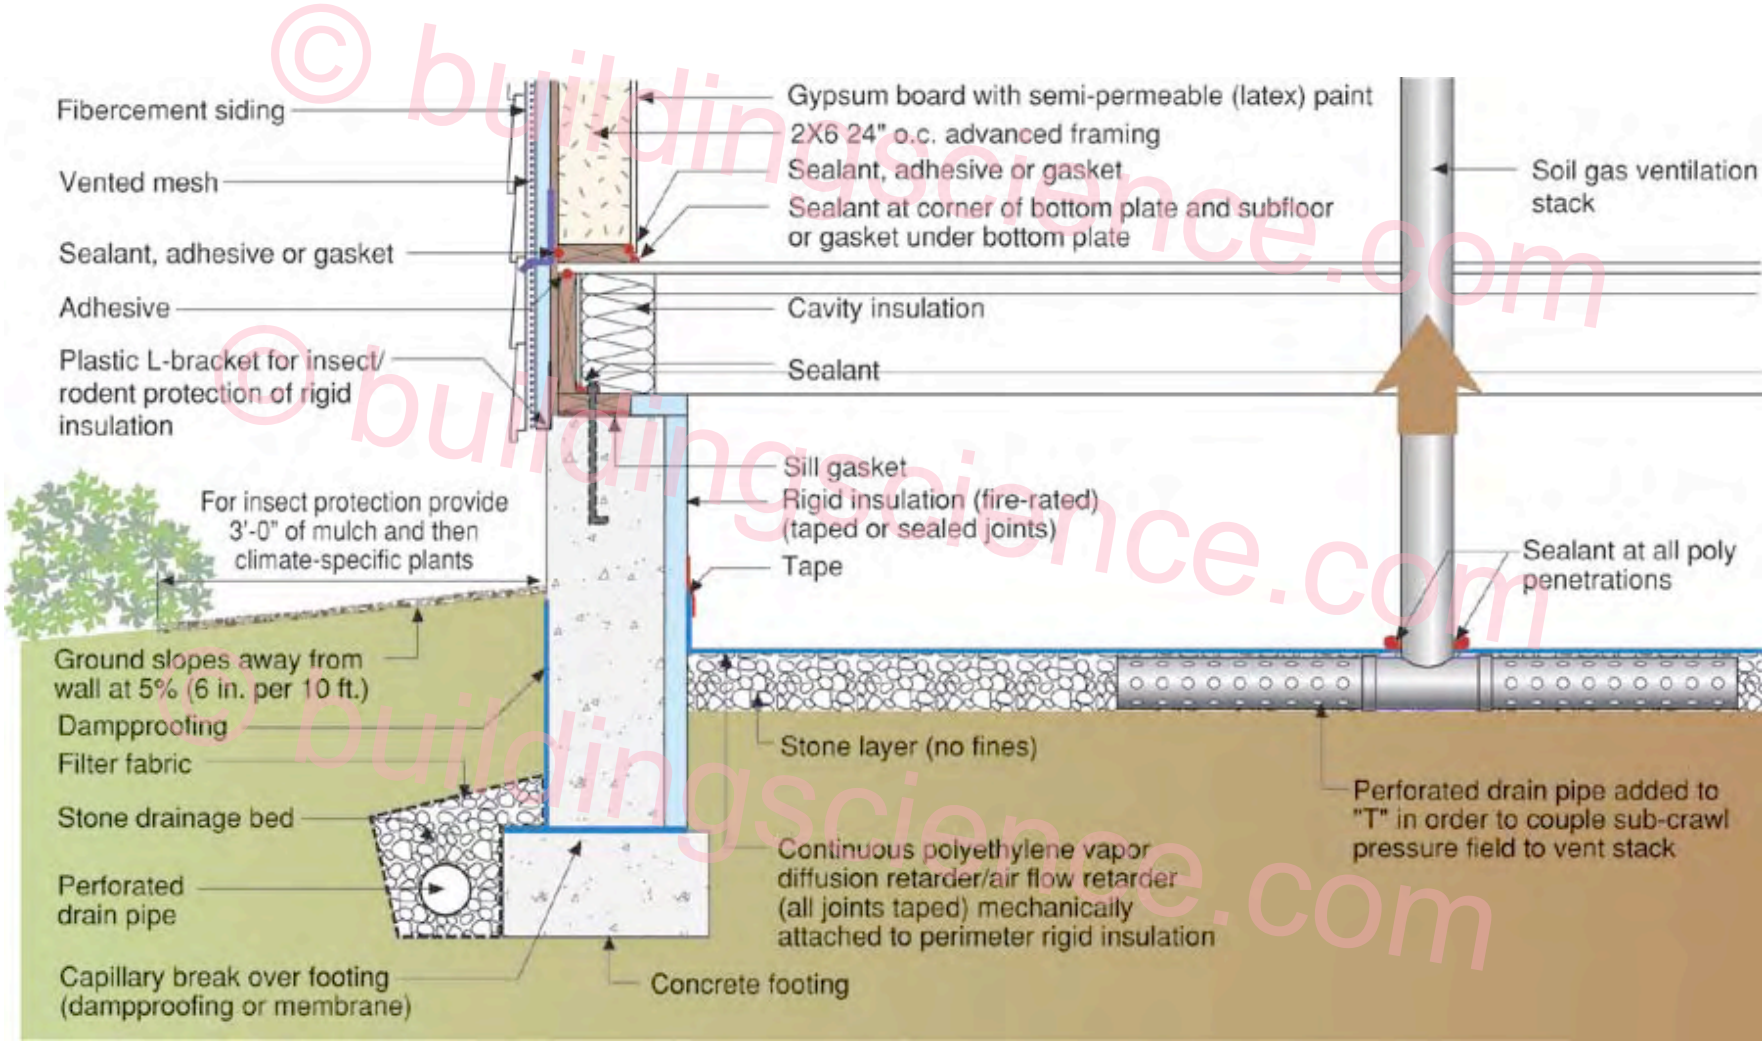 © buildingscience.com
Fibercement siding
Vented mesh
Sealant, adhesive or gasket
Adhesive
Plastic L-bracket for insect/
rodent protection of rigid
insulation
For insect protection provide
3'-0" of mulch and then
climate-specific plants
Ground slopes away from
wall at 5% (6 in. per 10 ft.)
Dampproofing
Filter fabric
Stone drainage bed
Perforated
drain pipe
Capillary break over footing
(dampproofing or membrane)
Gypsum board with semi-permeable (latex) paint
2X6 24" o.c. advanced framing
Sealant, adhesive or gasket
Sealant at corner of bottom plate and subfloor
or gasket under bottom plate
Cavity insulation
Sealant
© buildingscience.com
Sill gasket
Rigid insulation (fire-rated)
(taped or sealed joints)
Tape
Stone layer (no fines)
Continuous polyethylene vapor
diffusion retarder/air flow retarder
(all joints taped) mechanically
attached to perimeter rigid insulation
Concrete footing
Soil gas ventilation
stack
Sealant at all poly
penetrations
Perforated drain pipe added to
"T" in order to couple sub-crawl
pressure field to vent stack
© buildingscience.com